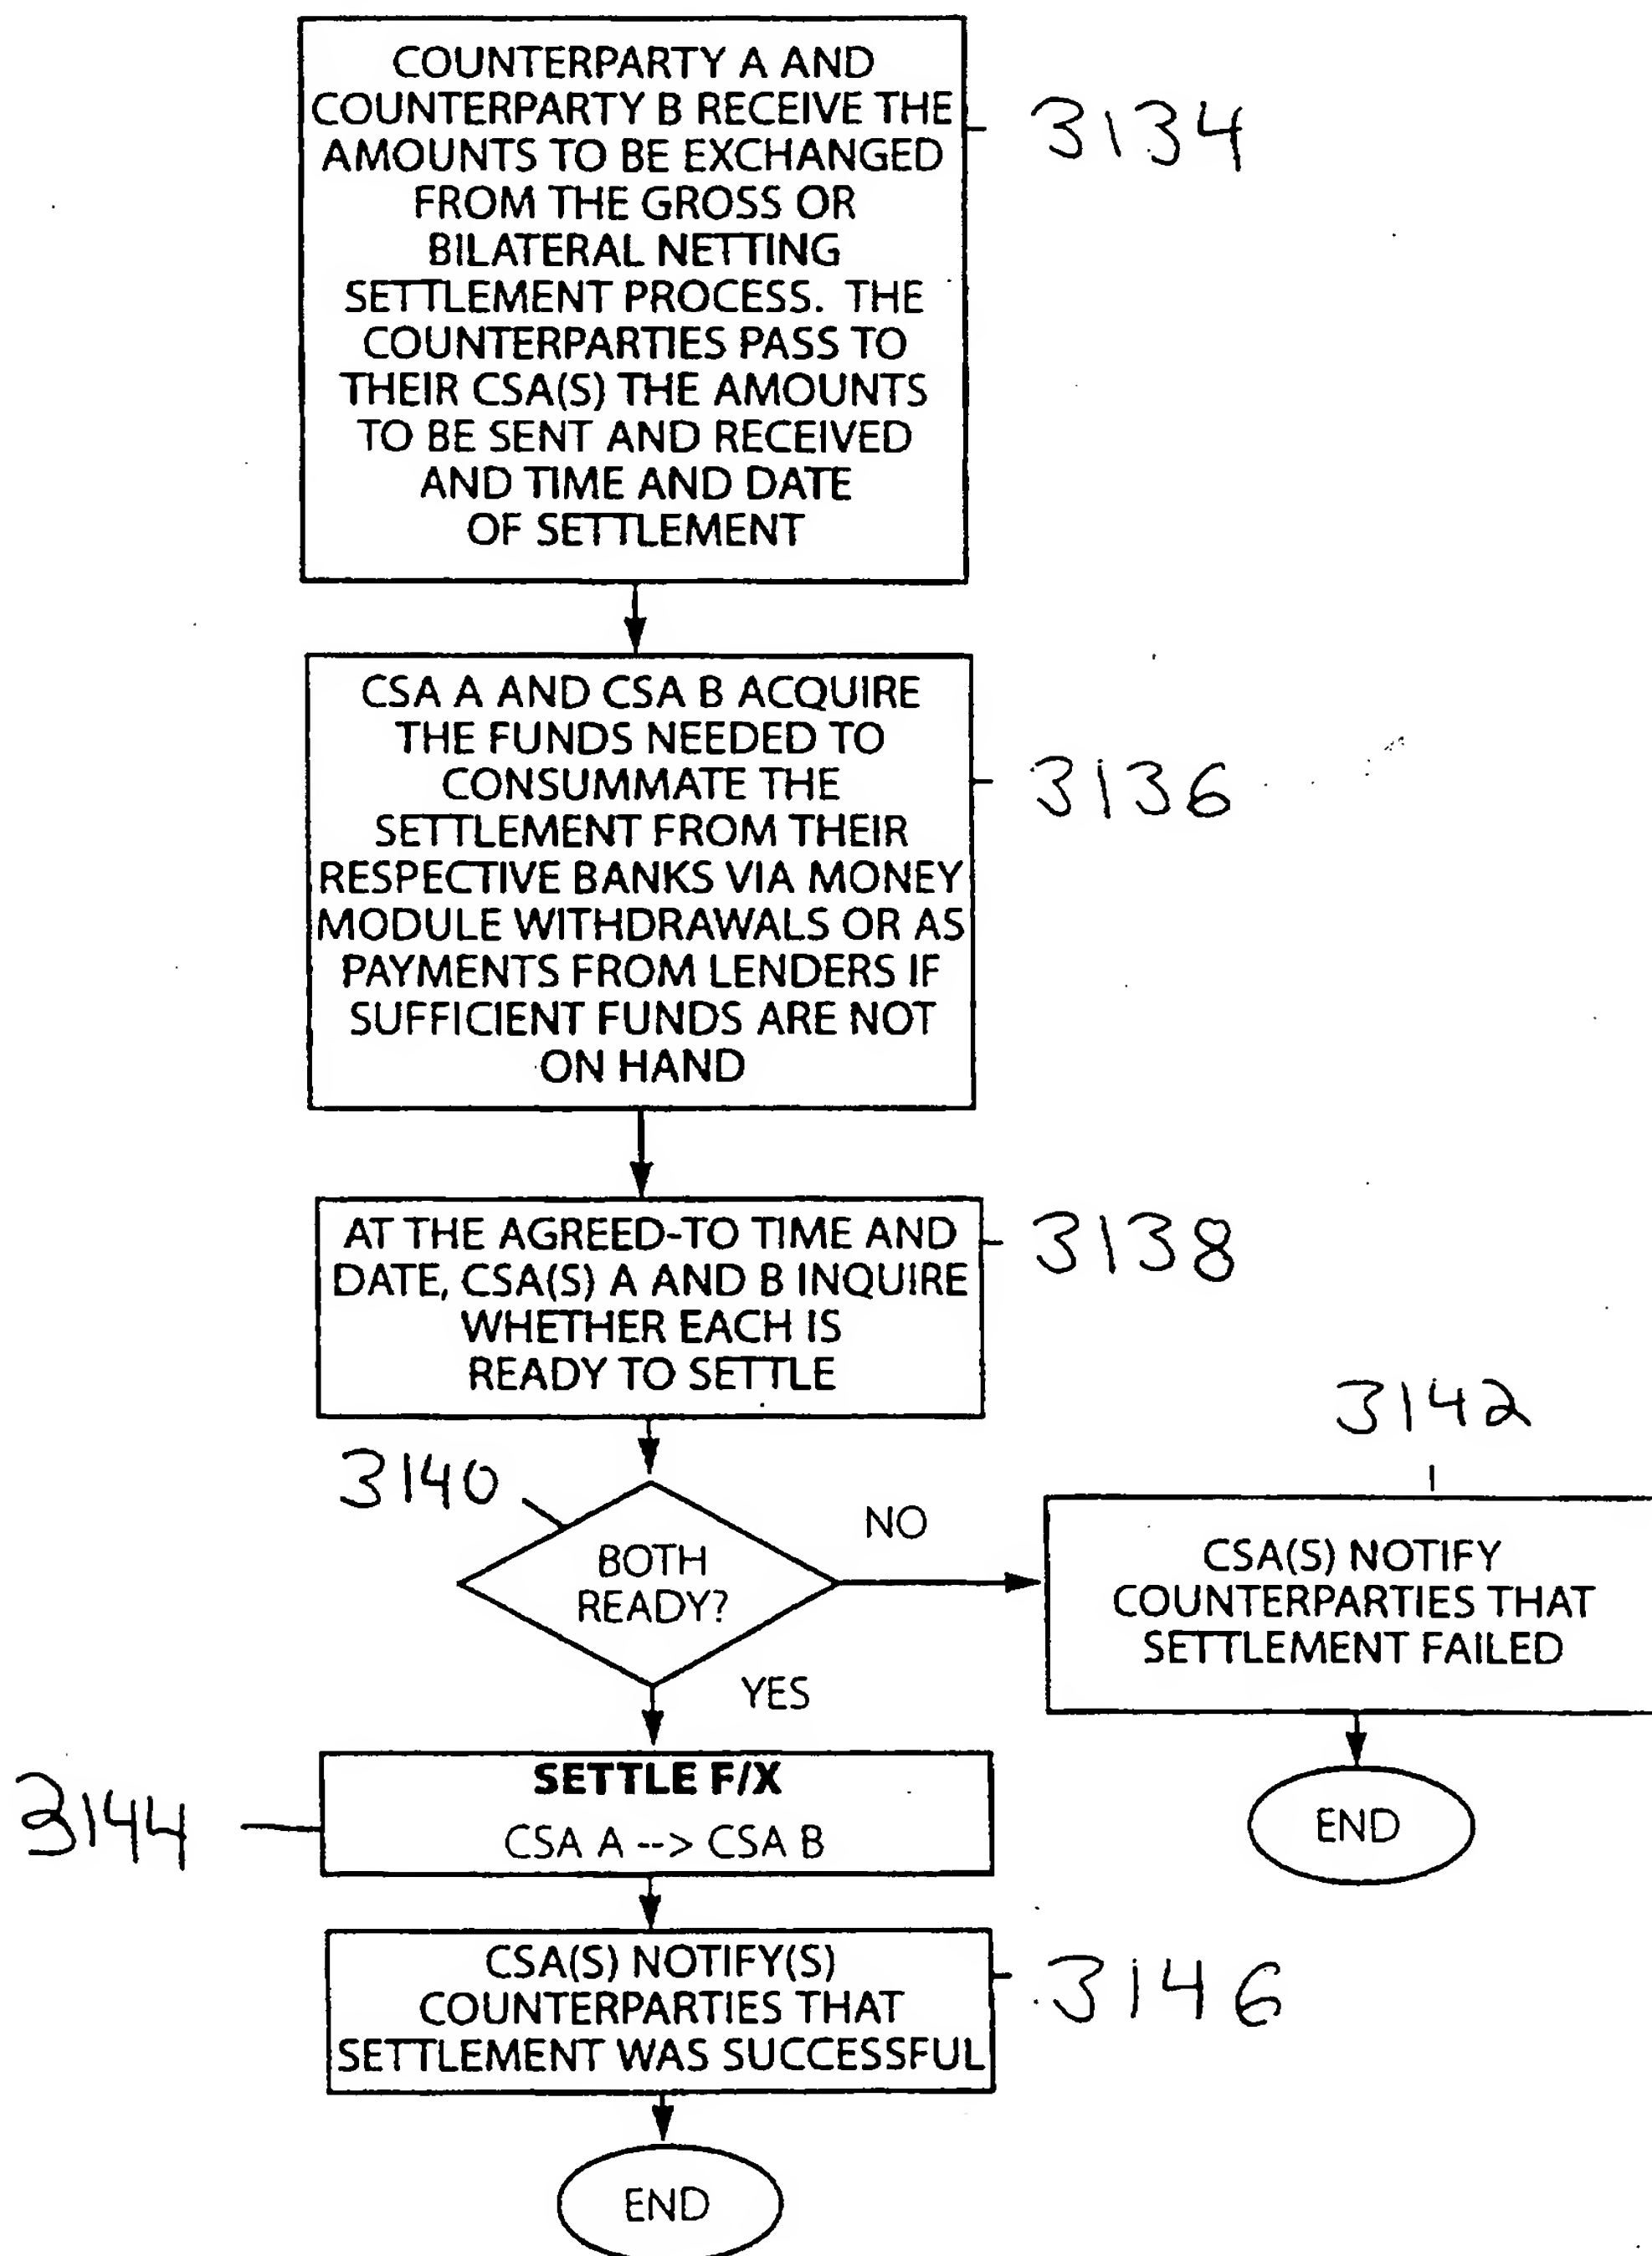 COUNTERPARTY A AND
COUNTERPARTY B RECEIVE THE
AMOUNTS TO BE EXCHANGED
FROM THE GROSS OR
BILATERAL NETTING
SETTLEMENT PROCESS. THE
COUNTERPARTIES PASS TO
THEIR CSA(S) THE AMOUNTS
TO BE SENT AND RECEIVED
AND TIME AND DATE
OF SETTLEMENT
3134
CSA A AND CSA B ACQUIRE
THE FUNDS NEEDED TO
CONSUMMATE THE
SETTLEMENT FROM THEIR
RESPECTIVE BANKS VIA MONEY
MODULE WITHDRAWALS OR AS
PAYMENTS FROM LENDERS IF
SUFFICIENT FUNDS ARE NOT
ON HAND
3136
AT THE AGREED-TO TIME AND
DATE, CSA(S) A AND B INQUIRE
WHETHER EACH IS
READY TO SETTLE
3138
3140
BOTH
READY?
NO
YES
3142
CSA(S) NOTIFY
COUNTERPARTIES THAT
SETTLEMENT FAILED
END
3144
SETTLE F/X
CSA A --> CSA B
CSA(S) NOTIFY(S)
COUNTERPARTIES THAT
SETTLEMENT WAS SUCCESSFUL
3146
END